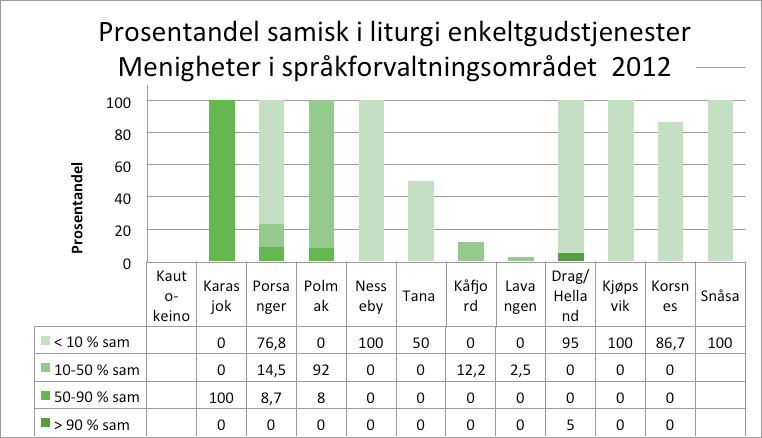 Prosentandel samisk i liturgi enkeltgudstjenester
Menigheter i språkforvaltningsområdet 2012
100
80
60
40
20
0
Prosentandel
Kaut
o-
keino
Karas
jok
Porsa
nger
Polm
ak
Ness
eby
Tana
Kåfjo
rd
Lava
ngen
Drag/
Hella
nd
Kjøps
vik
Korsn
es
Snåsa
< 10 % sam 0 76,8 0 100 50 0 0 95 100 86,7 100
10-50 % sam 0 14,5 92 0 0 12,2 2,5 0 0 0
50-90 % sam 100 8,7 8 0 0 0 0 0 0 0
> 90 % sam 0 0 0 0 0 0 0 5 0 0